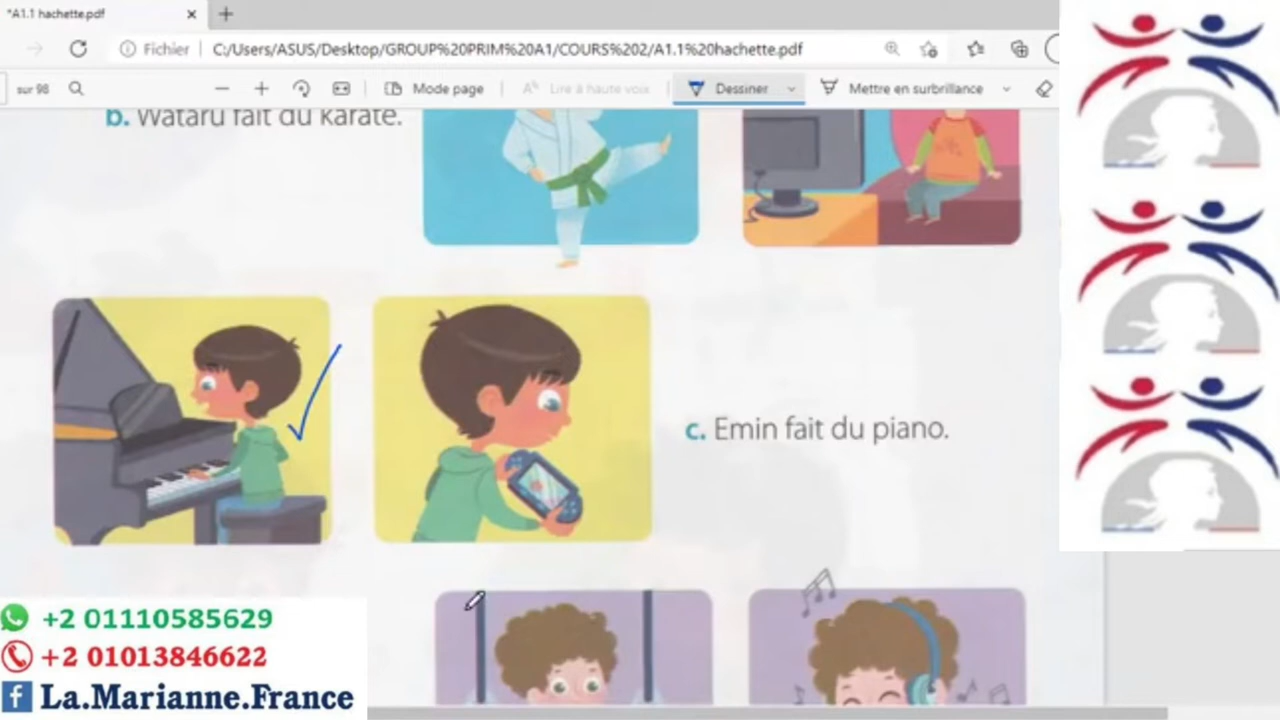 *A1.1 hachette.pdf
Fichier C:/Users/ASUS/Desktop/GROUP%20PRIM%20A1/COURS%202/A1.1%20hachette.pdf
sur 98 Mode page Lire à haute voix Dessiner Mettre en surbrillance
b. Wataru fait du karaté.
c. Emin fait du piano.
+2 01110585629
+2 01013846622
La.Marianne.France